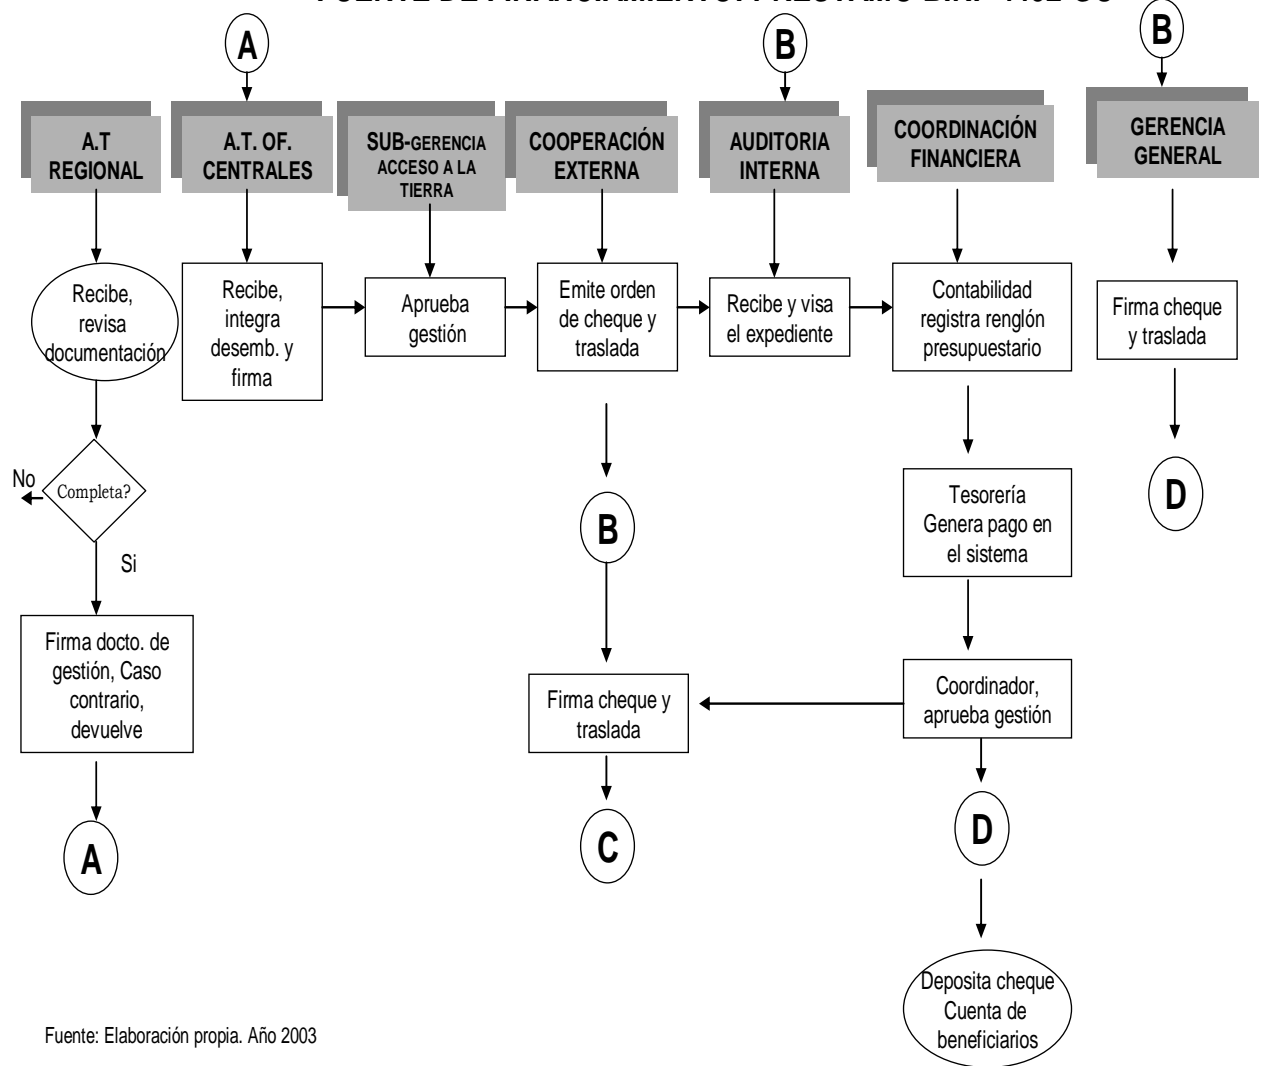 A
B
B
A.T
REGIONAL
A.T. OF.
CENTRALES
SUB-GERENCIA
ACCESO A LA
TIERRA
COOPERACIÓN
EXTERNA
AUDITORIA
INTERNA
COORDINACIÓN
FINANCIERA
GERENCIA
GENERAL
Recibe,
revisa
documentación
Recibe,
integra
desemb. y
firma
Aprueba
gestión
Emite orden
de cheque y
traslada
Recibe y visa
el expediente
Contabilidad
registra renglón
presupuestario
Firma cheque
y traslada
No
Completa?
Si
B
Tesorería
Genera pago en
el sistema
D
Firma docto. de
gestión, Caso
contrario,
devuelve
Firma cheque y
traslada
Coordinador,
aprueba gestión
A
C
D
Deposita cheque
Cuenta de
beneficiarios
Fuente: Elaboración propia. Año 2003